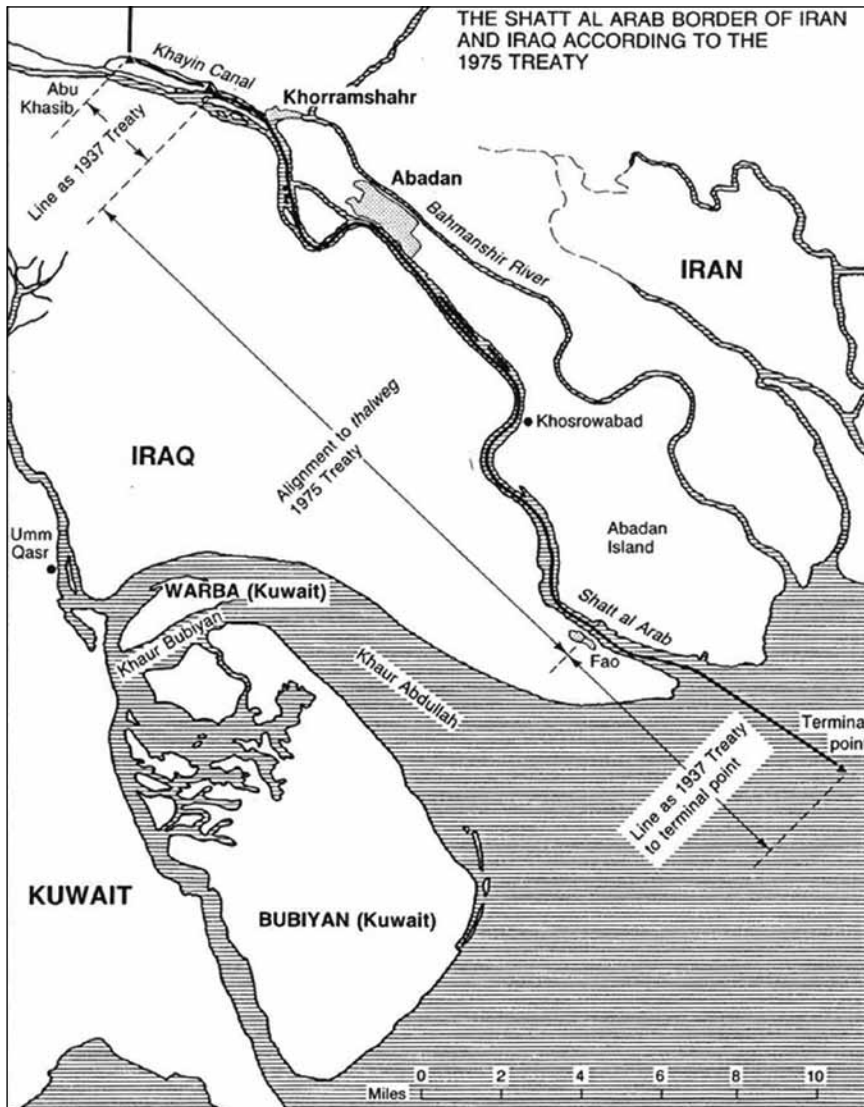 THE SHATT AL ARAB BORDER OF IRAN
AND IRAQ ACCORDING TO THE
1975 TREATY
Khayin Canal
Abu
Khasib
Khorramshahr
Line as 1937 Treaty
Abadan
Bahmanshir River
IRAN
Khosrowabad
Alignment to thalweg
1975 Treaty
IRAQ
Umm
Qasr
Abadan
Island
WARBA (Kuwait)
Shatt al Arab
Khaur Bubiyan
Fao
Khaur Abdullah
Terminal
point
Line as 1937 Treaty
to terminal point
KUWAIT
BUBIYAN (Kuwait)
0 2 4 6 8 10
Miles